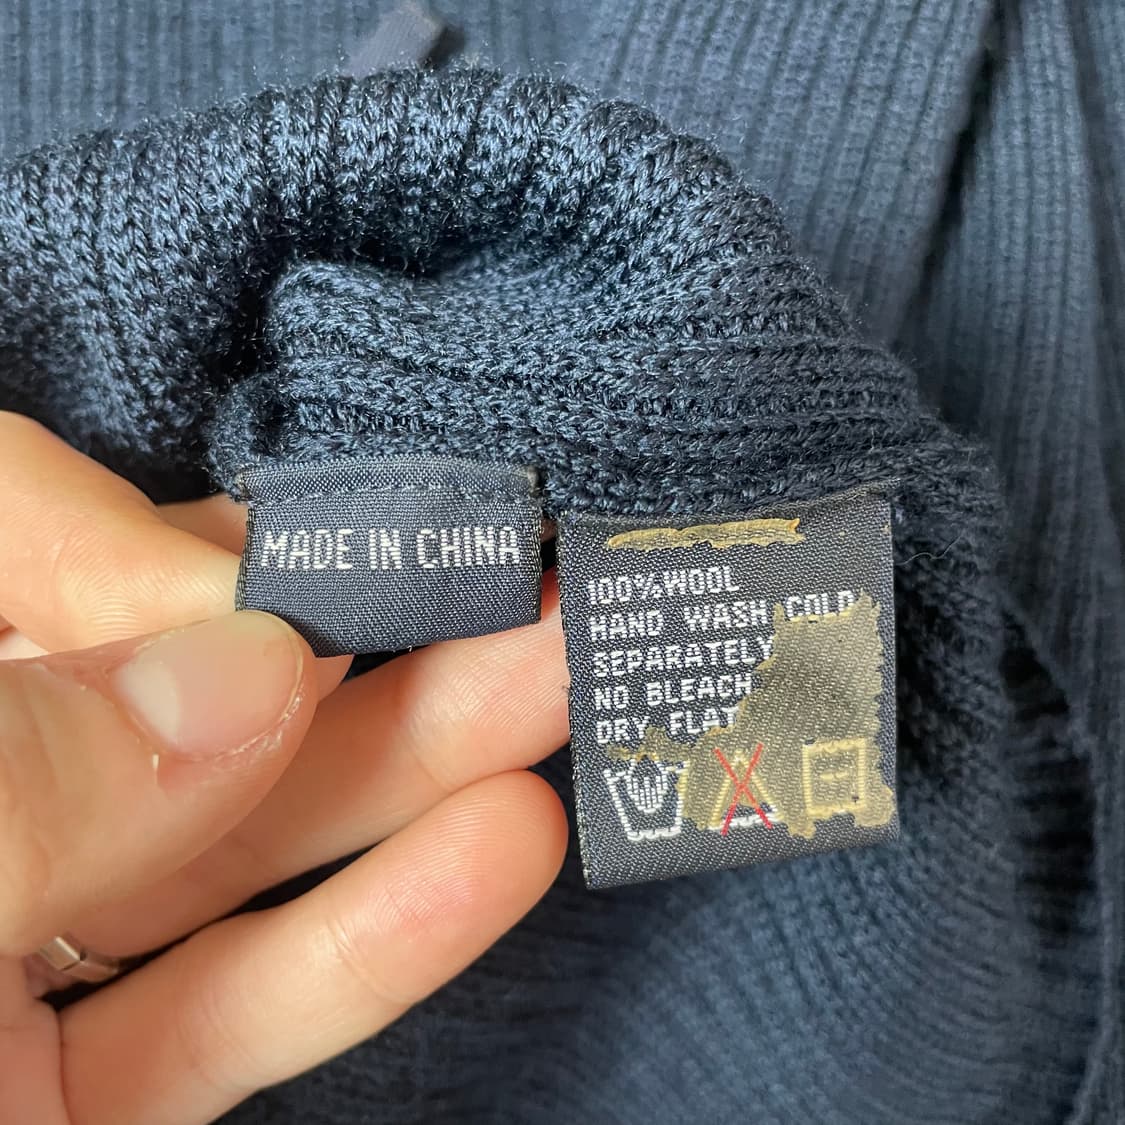 MADE IN CHINA
100%WOOL
HAND WASH COLD
SEPARATELY
NO BLEACH
DRY FLAT